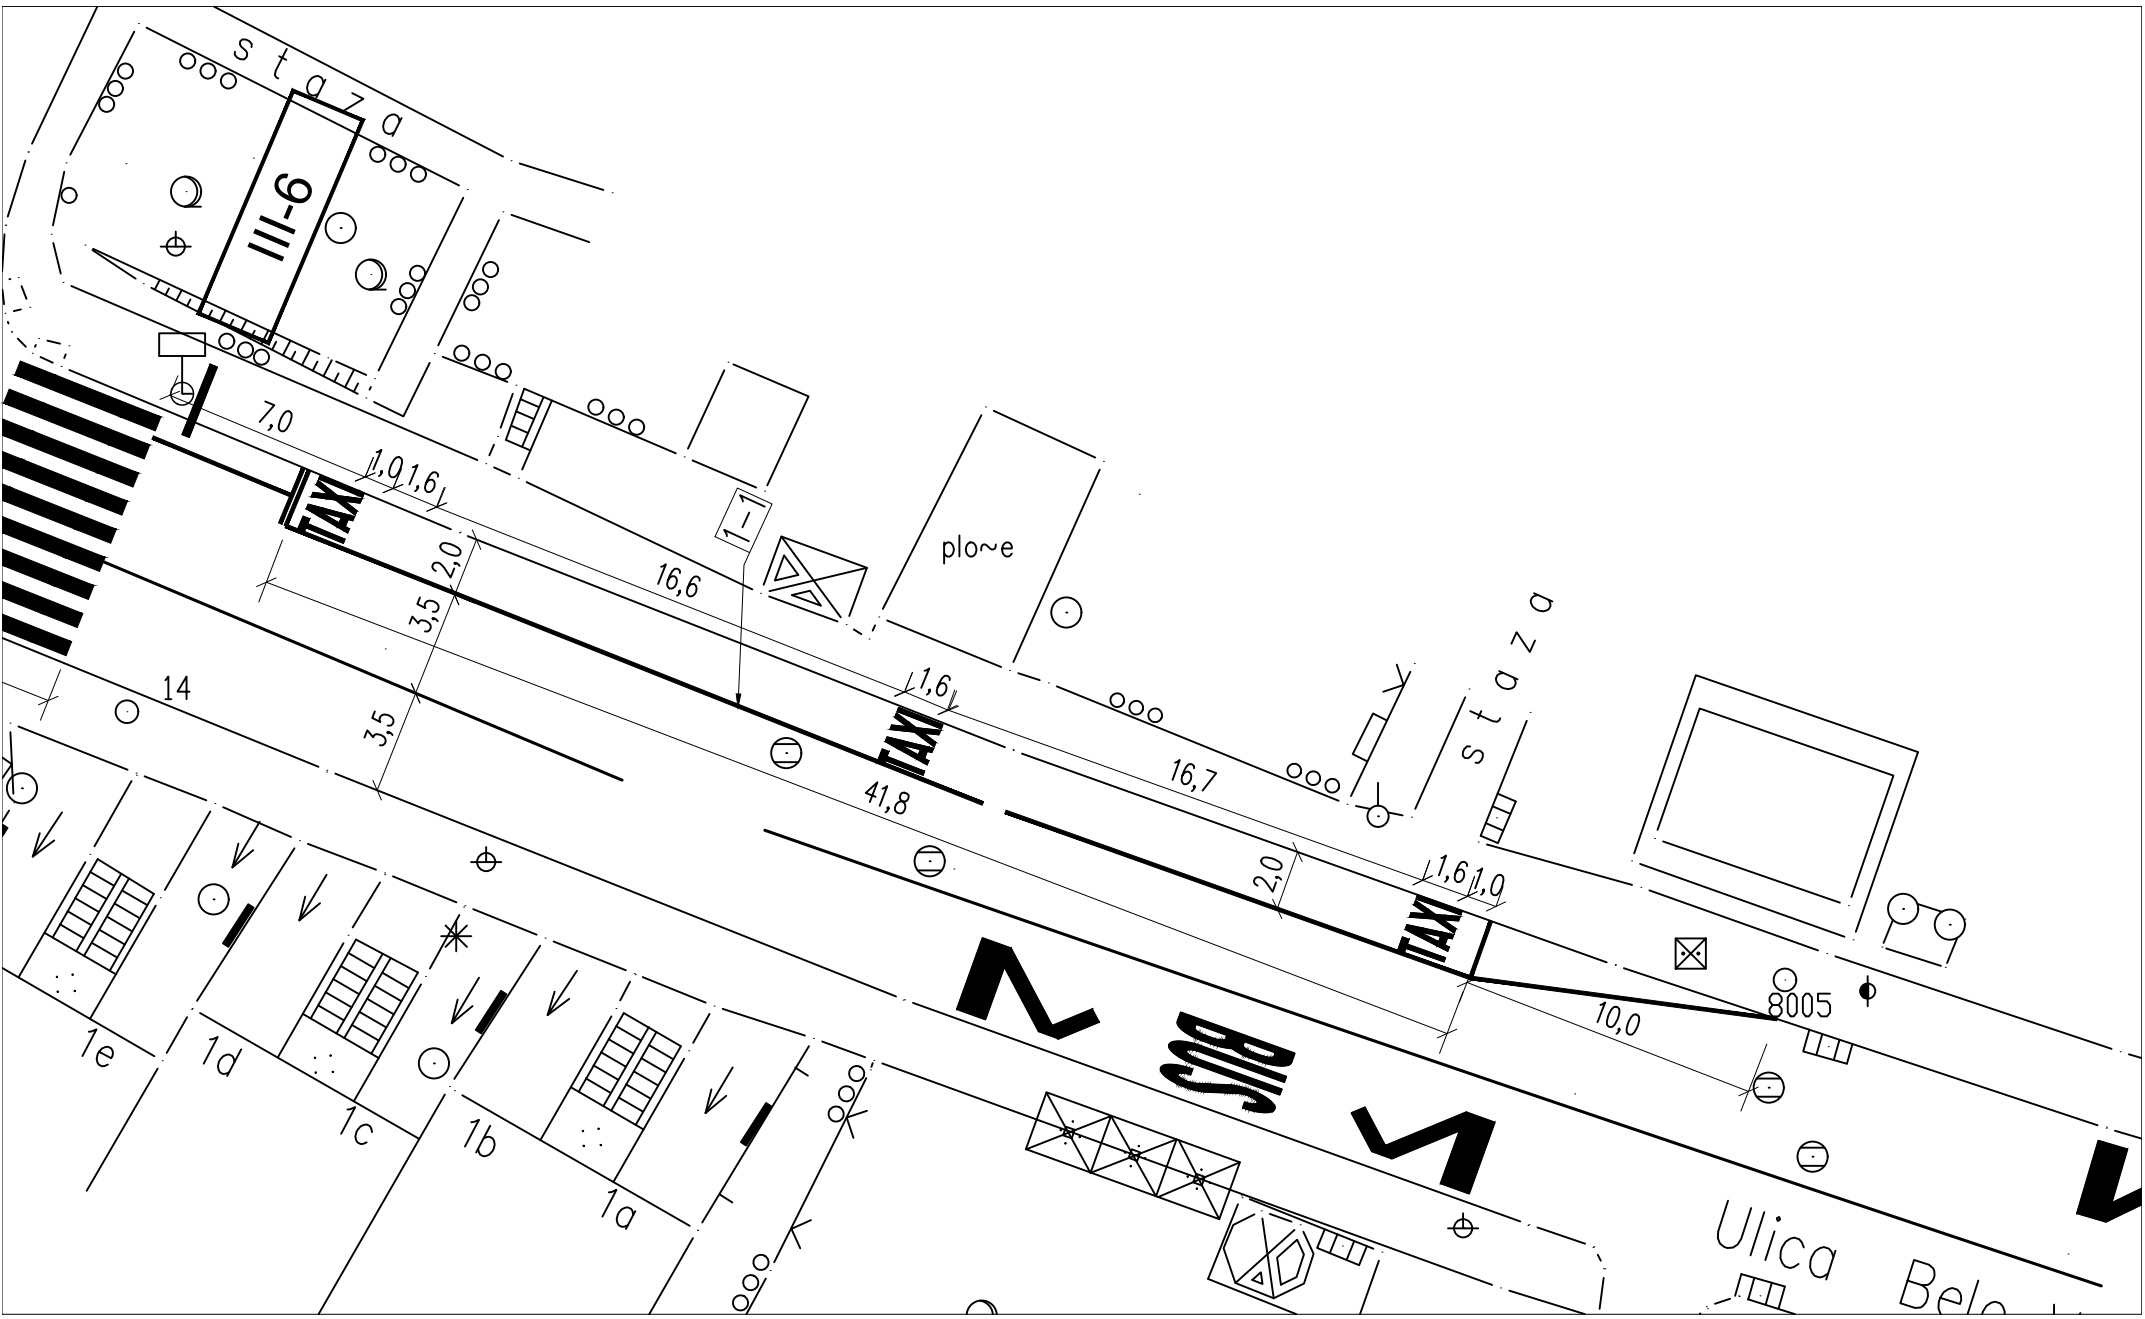 staza
III-6
7,0
1,0
1,6
TAXI
2,0
3,5
3,5
16,6
1-1
plo~e
staza
14
1,6
TAXI
16,7
41,8
2,0
1,6
1,0
TAXI
8005
10,0
BUS
1e
1d
1c
1b
1a
Ulica